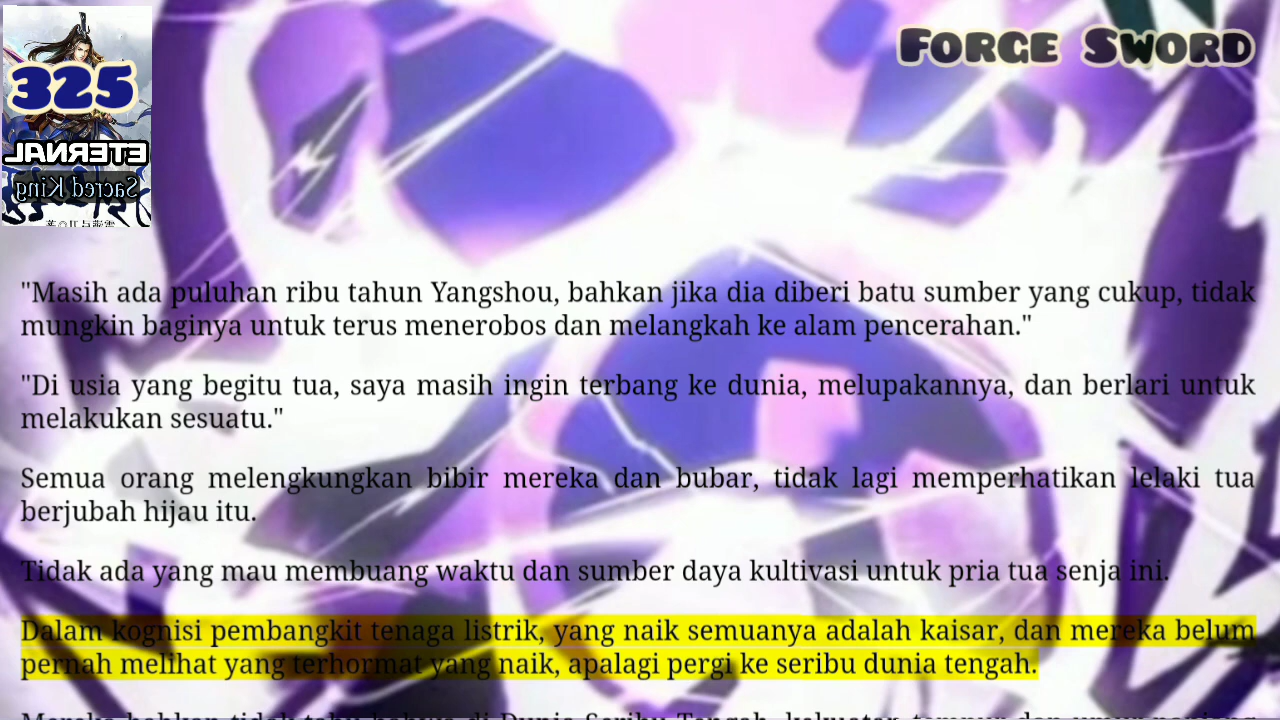 Forge Sword
325
ETERNAL
Sacred King
"Masih ada puluhan ribu tahun Yangshou, bahkan jika dia diberi batu sumber yang cukup, tidak
mungkin baginya untuk terus menerobos dan melangkah ke alam pencerahan."
"Di usia yang begitu tua, saya masih ingin terbang ke dunia, melupakannya, dan berlari untuk
melakukan sesuatu."
Semua orang melengkungkan bibir mereka dan bubar, tidak lagi memperhatikan lelaki tua
berjubah hijau itu.
Tidak ada yang mau membuang waktu dan sumber daya kultivasi untuk pria tua senja ini.
Dalam kognisi pembangkit tenaga listrik, yang naik semuanya adalah kaisar, dan mereka belum
pernah melihat yang terhormat yang naik, apalagi pergi ke seribu dunia tengah.